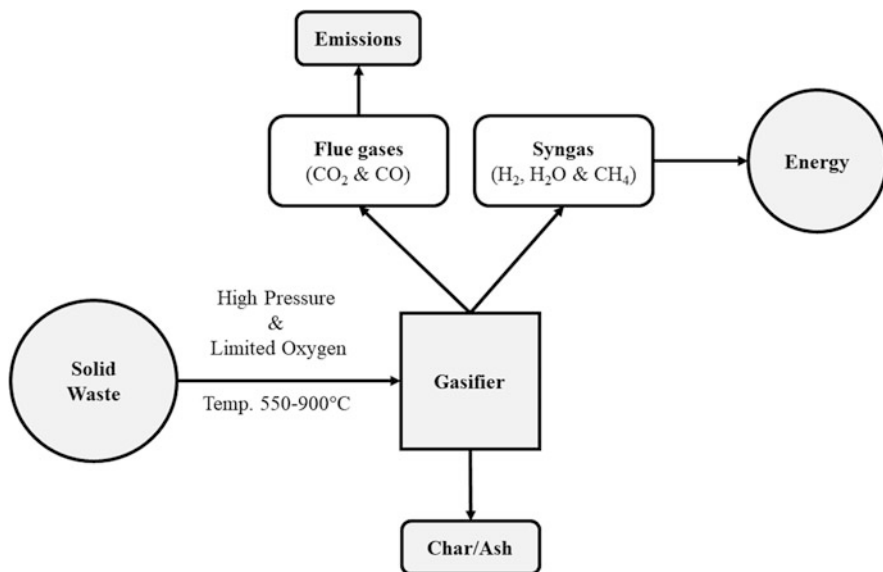 Emissions
Flue gases
(CO₂ & CO)
Syngas
(H₂, H₂O & CH₄)
Energy
High Pressure
&
Limited Oxygen
Solid
Waste
Gasifier
Temp. 550-900°C
Char/Ash